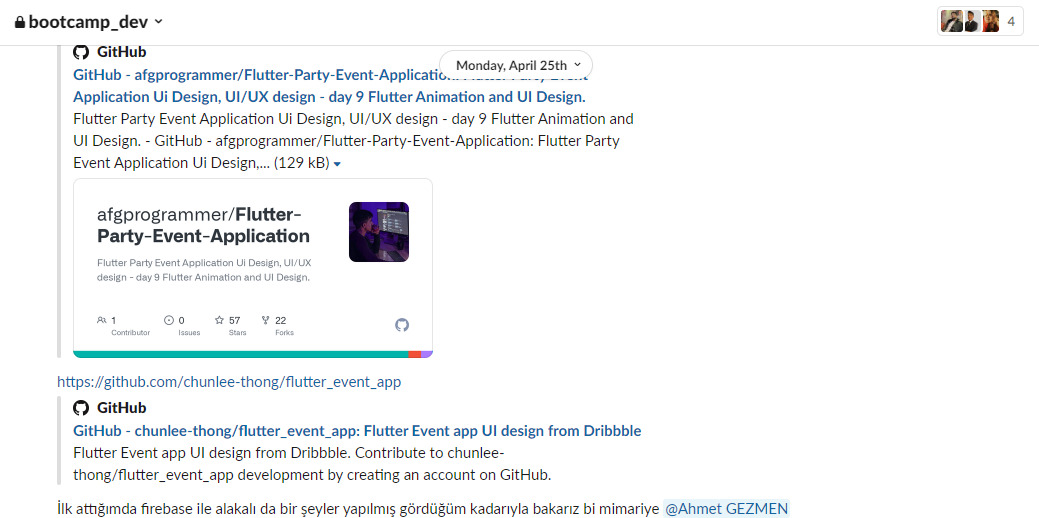 bootcamp_dev
4
GitHub
Monday, April 25th
GitHub - afgprogrammer/Flutter-Party-Event-Application: Flutter Party Event
Application Ui Design, UI/UX design - day 9 Flutter Animation and UI Design.
Flutter Party Event Application Ui Design, UI/UX design - day 9 Flutter Animation and
UI Design. - GitHub - afgprogrammer/Flutter-Party-Event-Application: Flutter Party
Event Application Ui Design,... (129 kB)
afgprogrammer/Flutter-
Party-Event-Application
Flutter Party Event Application Ui Design, UI/UX
design - day 9 Flutter Animation and UI Design.
1 0 57 22
Contributor Issues Stars Forks
https://github.com/chunlee-thong/flutter_event_app
GitHub
GitHub - chunlee-thong/flutter_event_app: Flutter Event app UI design from Dribbble
Flutter Event app UI design from Dribbble. Contribute to chunlee-
thong/flutter_event_app development by creating an account on GitHub.
İlk attığımda firebase ile alakalı da bir şeyler yapılmış gördüğüm kadarıyla bakarız bi mimariye @Ahmet GEZMEN